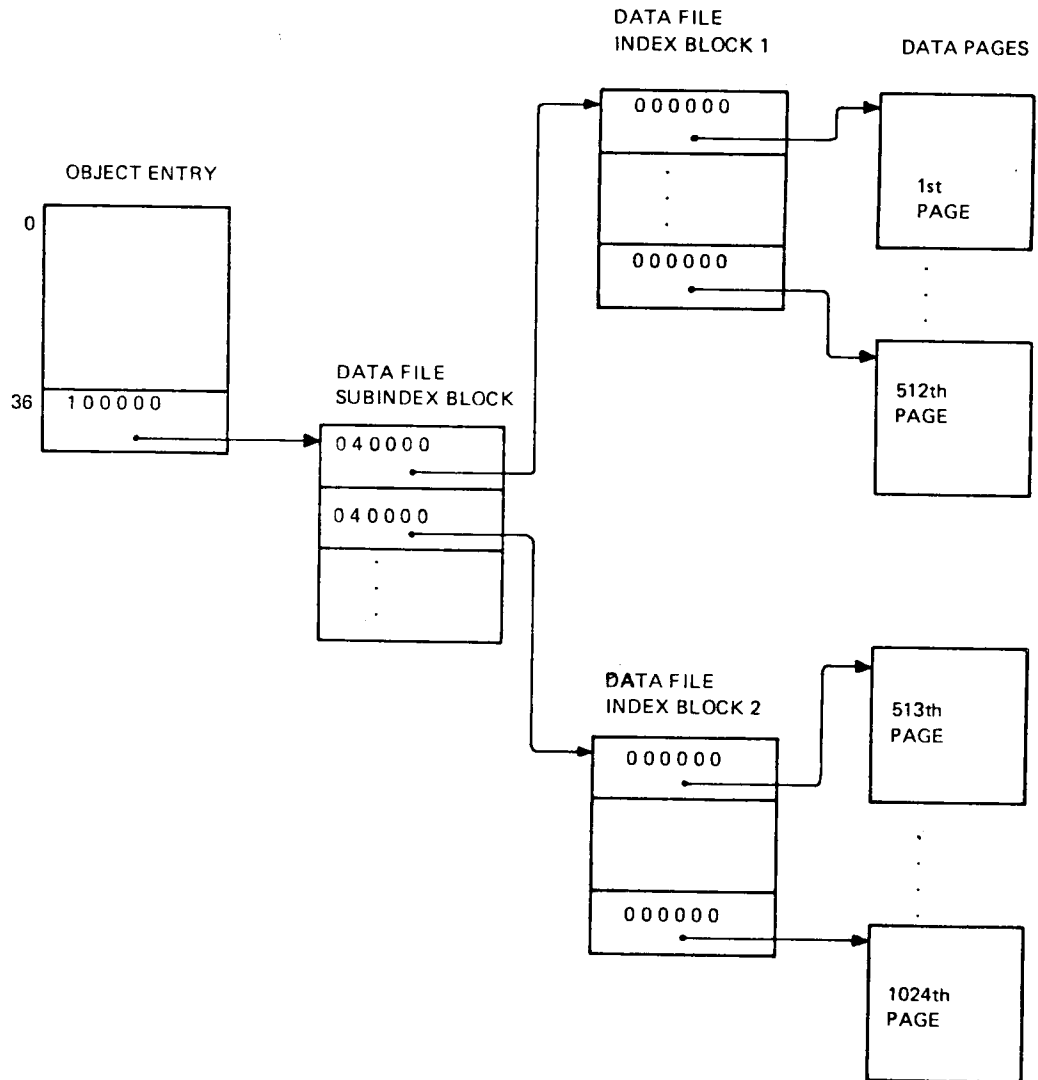 DATA FILE
INDEX BLOCK 1
DATA PAGES
000000
1st
PAGE
000000
512th
PAGE
OBJECT ENTRY
0
36
100000
DATA FILE
SUBINDEX BLOCK
040000
040000
DATA FILE
INDEX BLOCK 2
000000
000000
513th
PAGE
1024th
PAGE